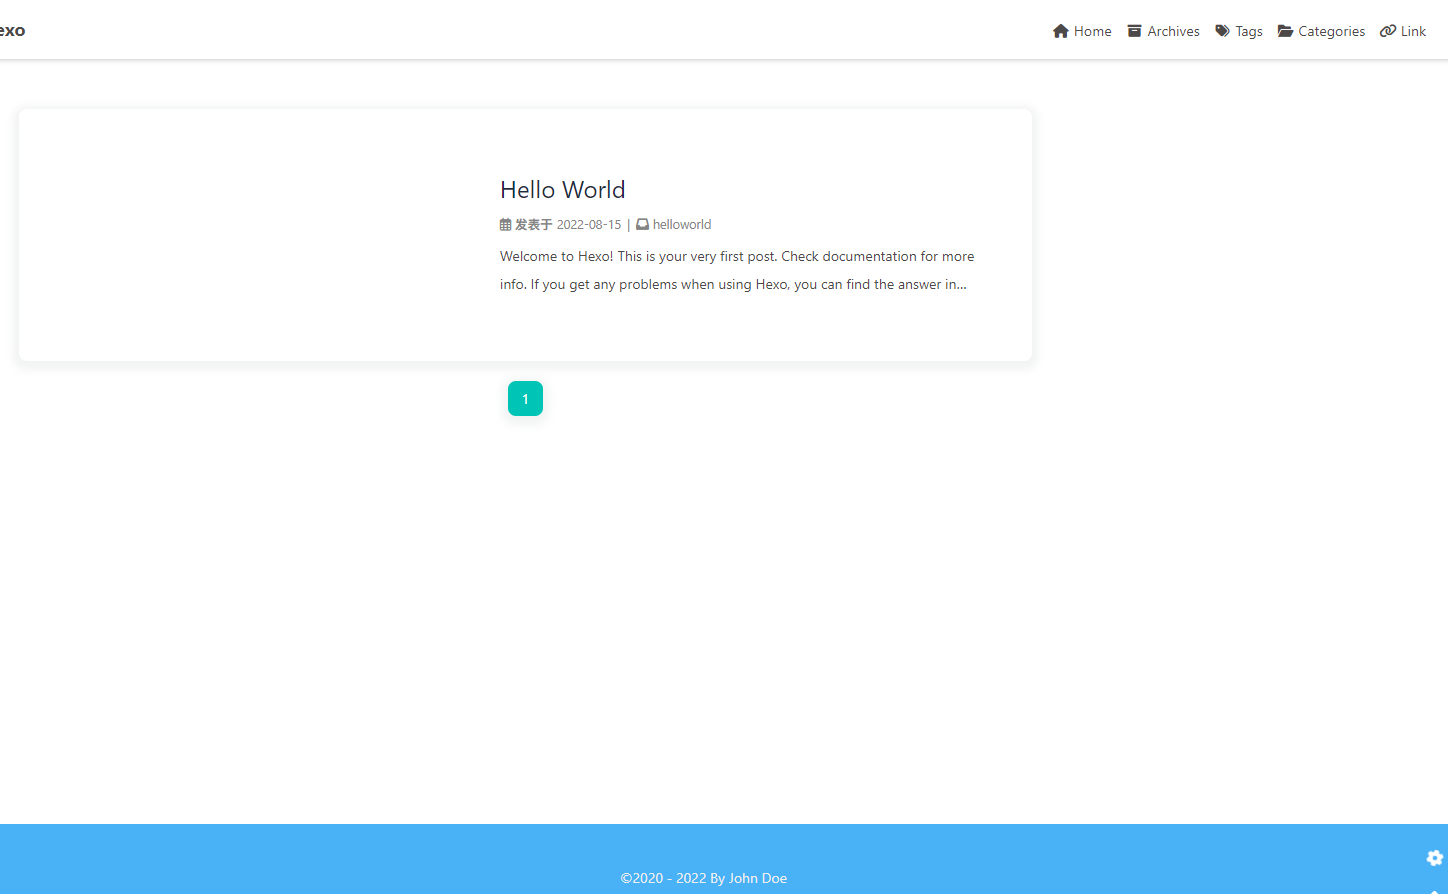 exo
Home Archives Tags Categories Link
Hello World
发表于 2022-08-15 | helloworld
Welcome to Hexo! This is your very first post. Check documentation for more
info. If you get any problems when using Hexo, you can find the answer in...
1
©2020 - 2022 By John Doe